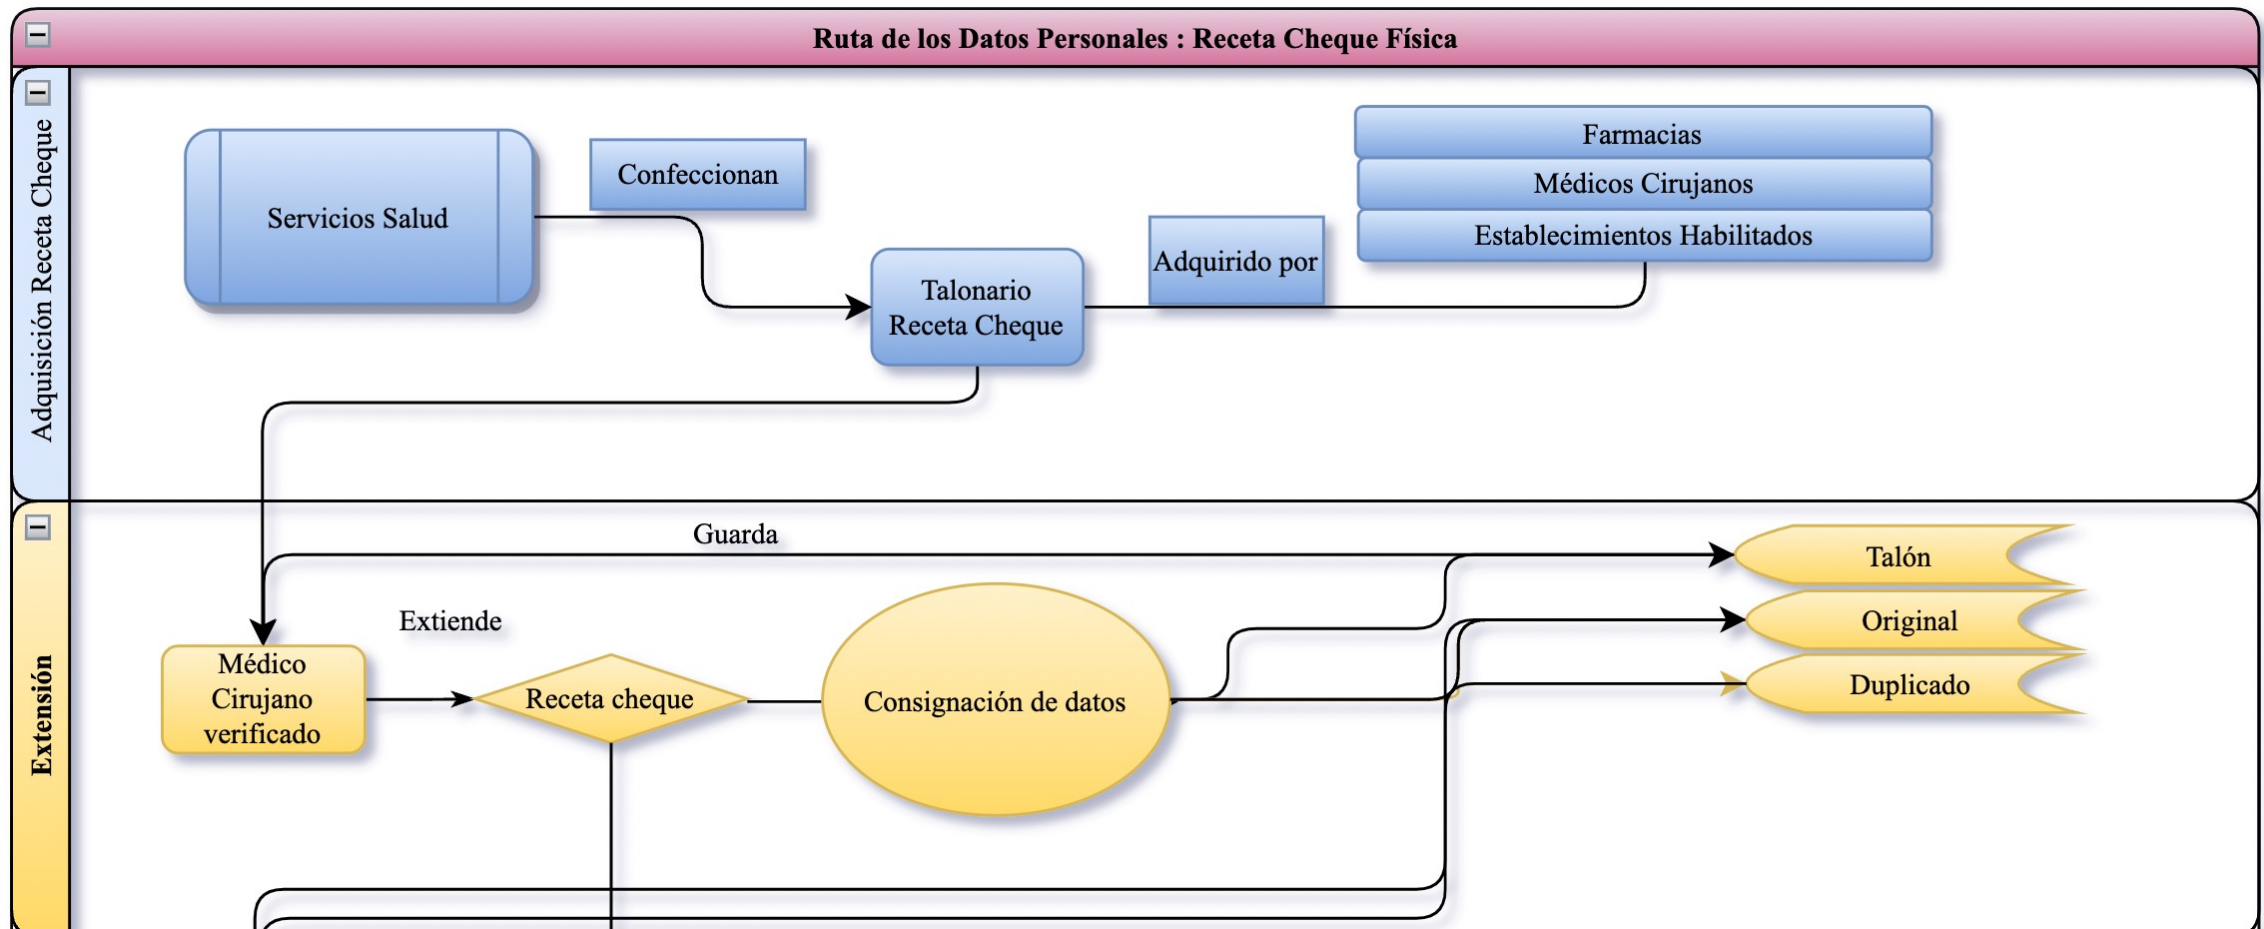 Ruta de los Datos Personales : Receta Cheque Física
Adquisición Receta Cheque
Servicios Salud
Confeccionan
Talonario
Receta Cheque
Adquirido por
Farmacias
Médicos Cirujanos
Establecimientos Habilitados
Extensión
Guarda
Extiende
Médico
Cirujano
verificado
Receta cheque
Consignación de datos
Talón
Original
Duplicado